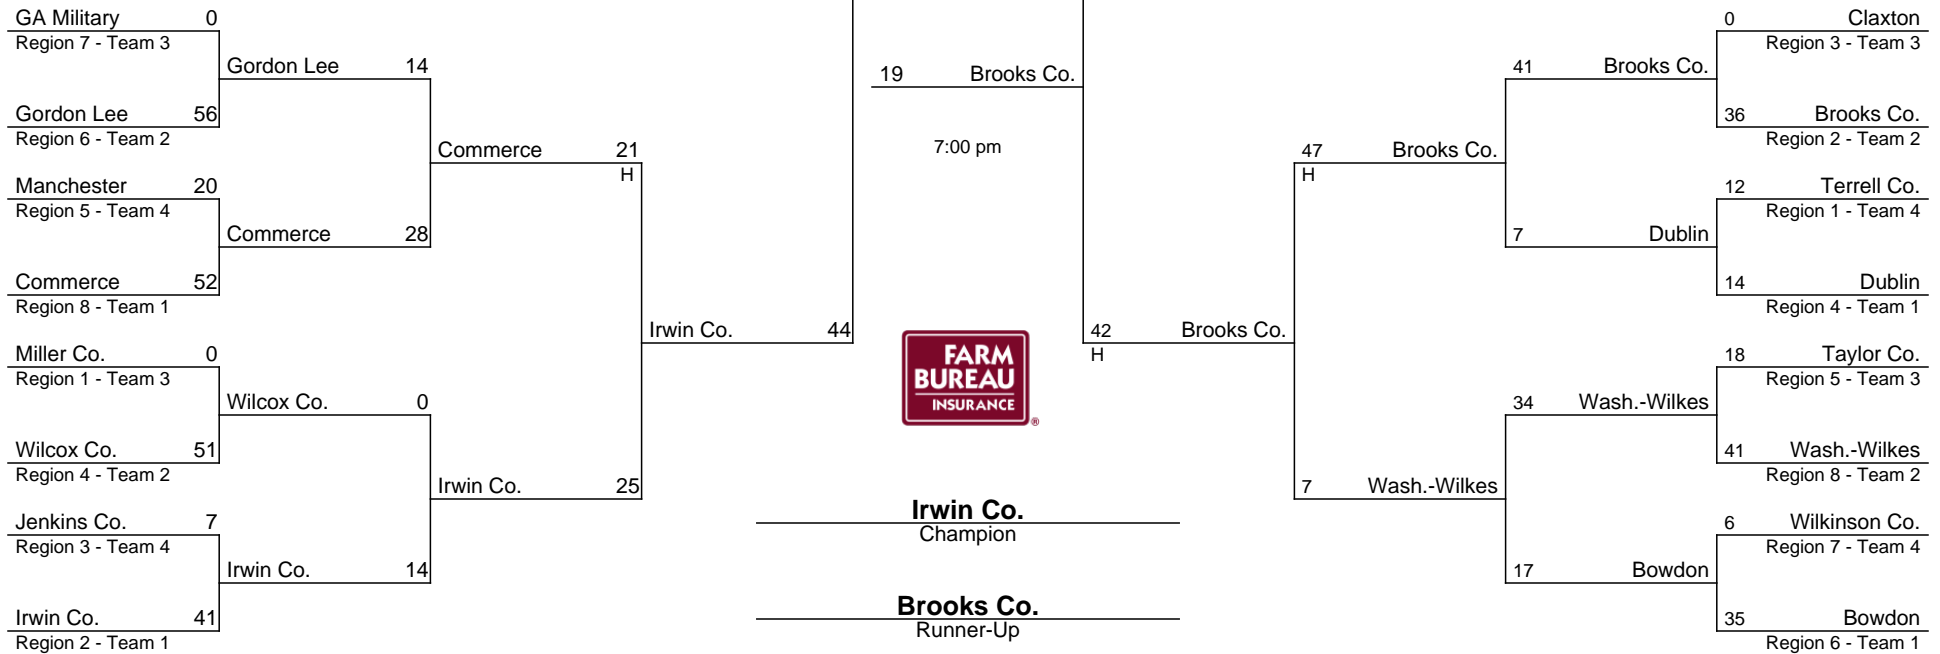 GA Military 0
Region 7 - Team 3
Gordon Lee 14
Gordon Lee 56
Region 6 - Team 2
Commerce 21
H
Manchester 20
Region 5 - Team 4
Commerce 28
Commerce 52
Region 8 - Team 1
Irwin Co. 44
Miller Co. 0
Region 1 - Team 3
Wilcox Co. 0
Wilcox Co. 51
Region 4 - Team 2
Irwin Co. 25
Jenkins Co. 7
Region 3 - Team 4
Irwin Co. 14
Irwin Co. 41
Region 2 - Team 1
19 Brooks Co.
7:00 pm
FARM
BUREAU
INSURANCE
®
Irwin Co.
Champion
Brooks Co.
Runner-Up
0 Claxton
Region 3 - Team 3
41 Brooks Co.
36 Brooks Co.
Region 2 - Team 2
47 Brooks Co.
H
12 Terrell Co.
Region 1 - Team 4
7 Dublin
14 Dublin
Region 4 - Team 1
42 Brooks Co.
H
18 Taylor Co.
Region 5 - Team 3
34 Wash.-Wilkes
41 Wash.-Wilkes
Region 8 - Team 2
7 Wash.-Wilkes
6 Wilkinson Co.
Region 7 - Team 4
17 Bowdon
35 Bowdon
Region 6 - Team 1